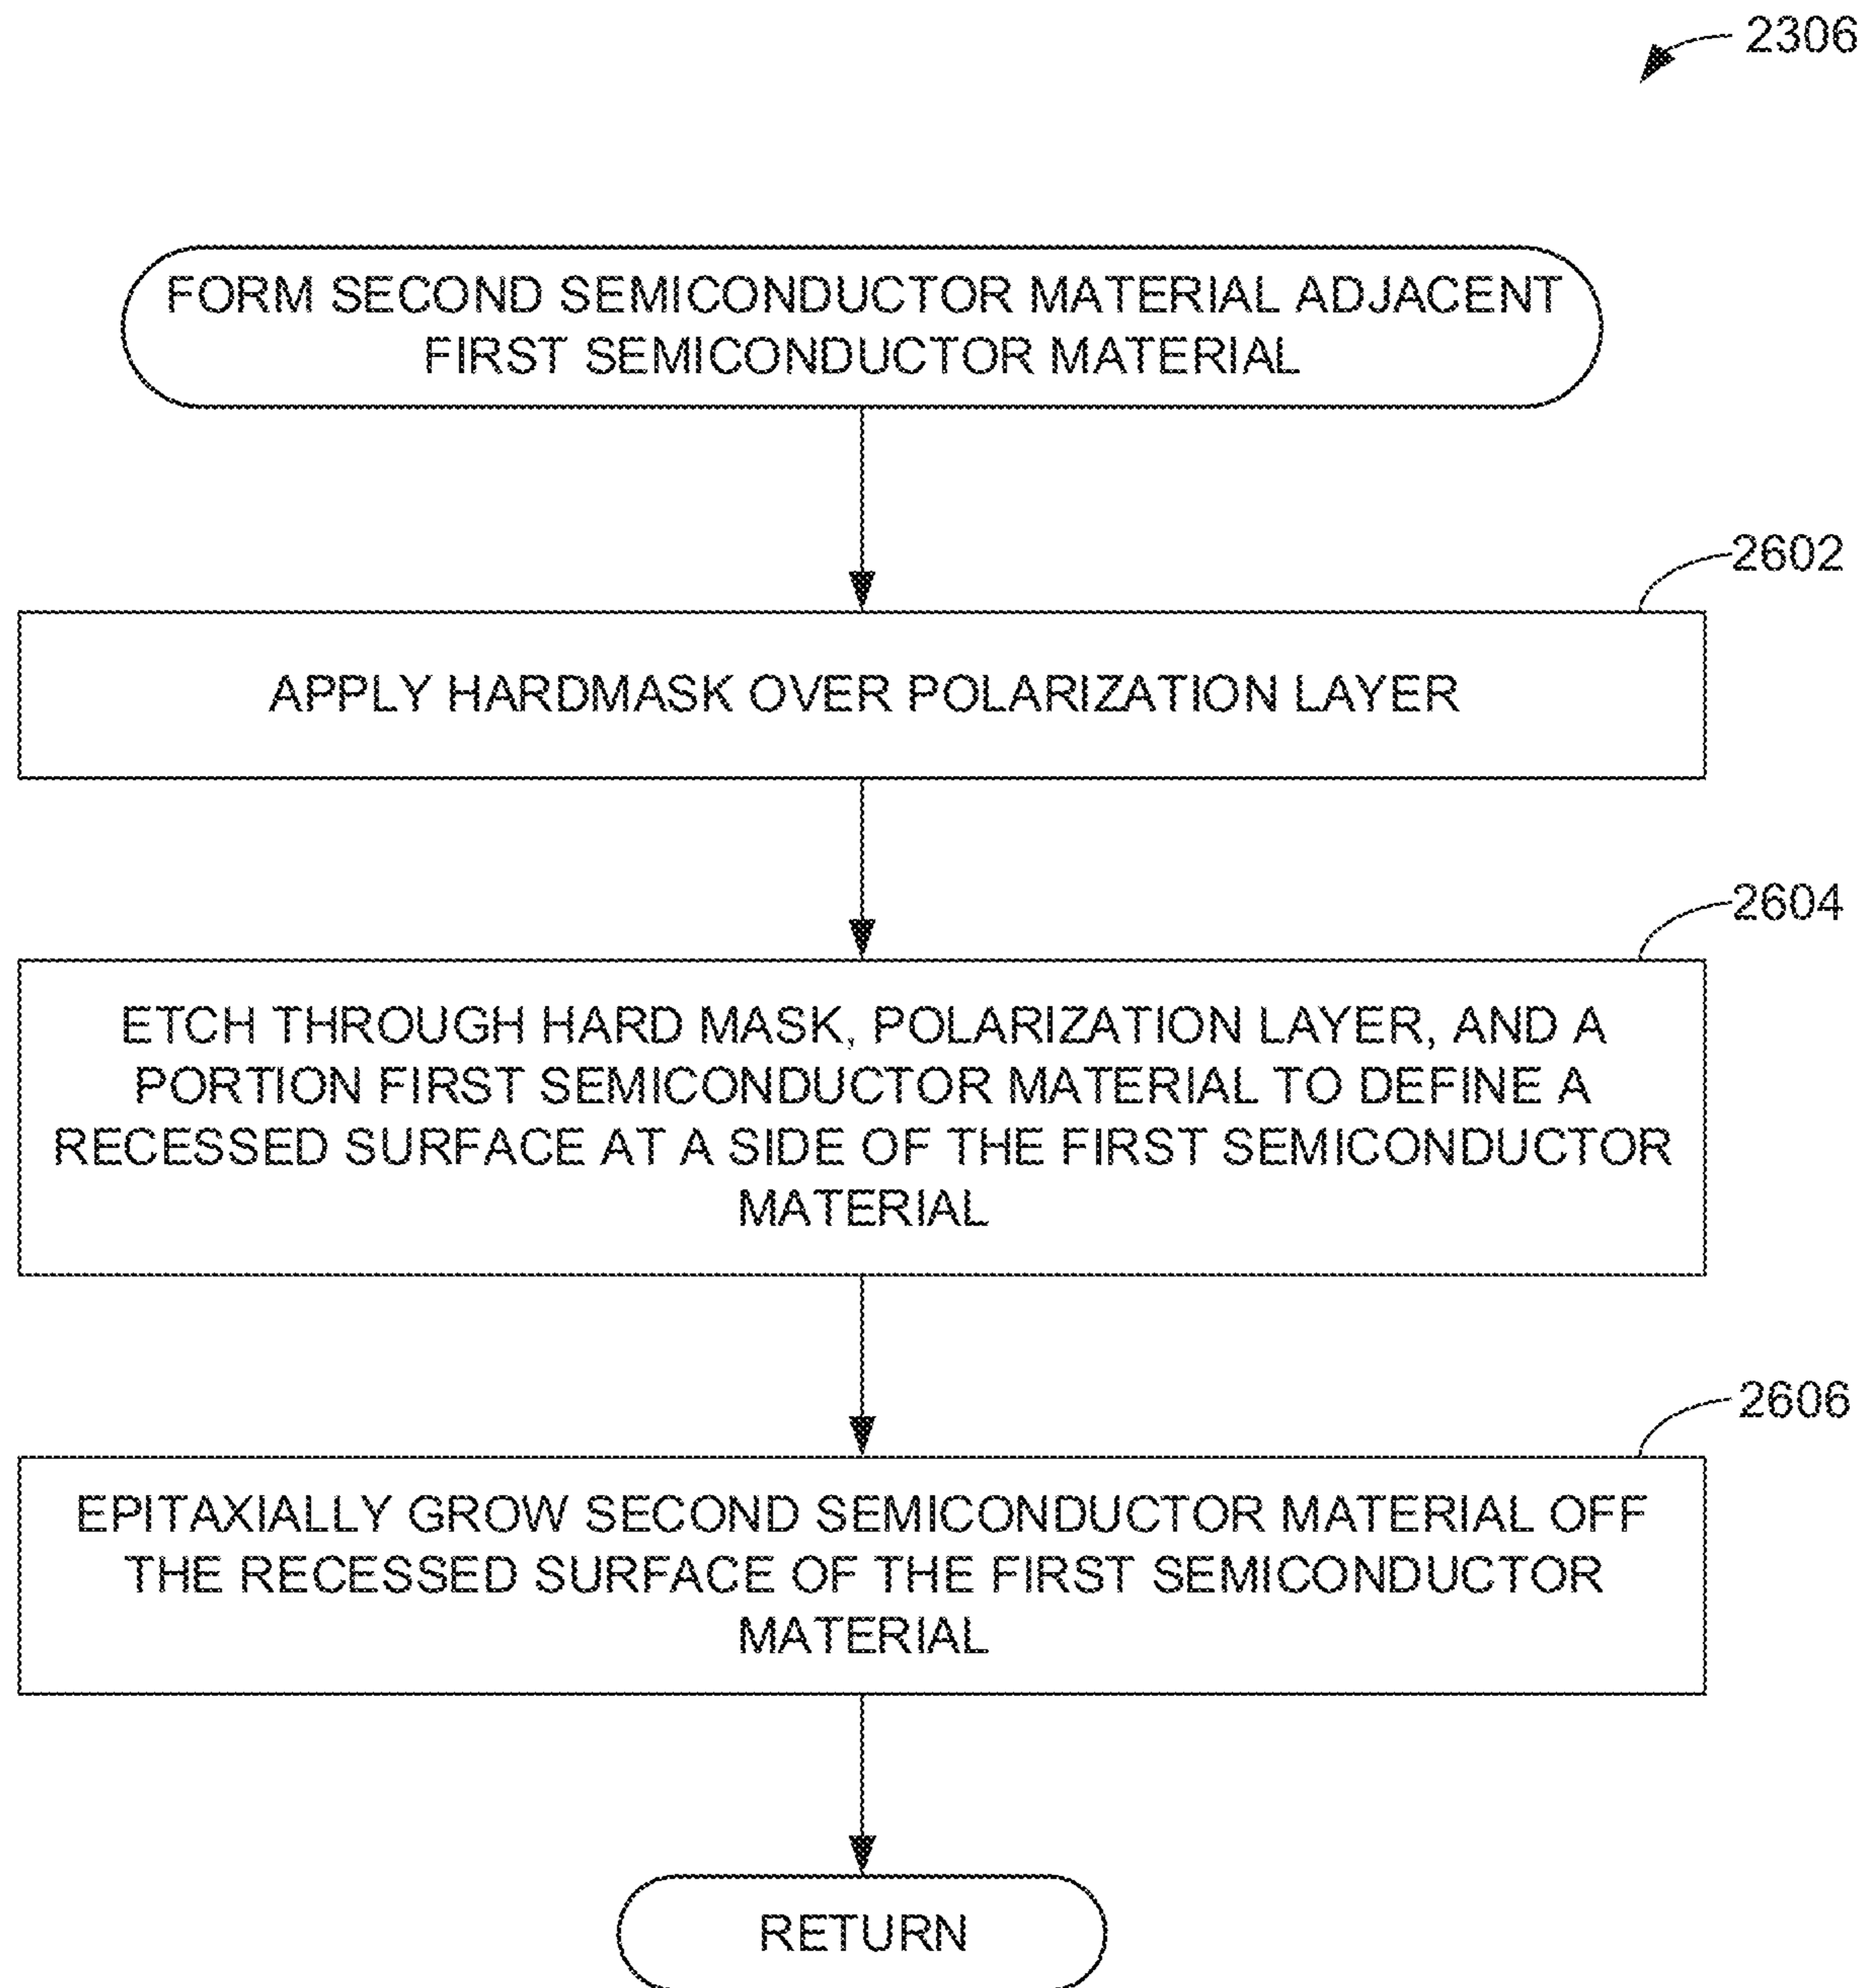 2306
FORM SECOND SEMICONDUCTOR MATERIAL ADJACENT
FIRST SEMICONDUCTOR MATERIAL
2602
APPLY HARDMASK OVER POLARIZATION LAYER
2604
ETCH THROUGH HARD MASK, POLARIZATION LAYER, AND A
PORTION FIRST SEMICONDUCTOR MATERIAL TO DEFINE A
RECESSED SURFACE AT A SIDE OF THE FIRST SEMICONDUCTOR
MATERIAL
2606
EPITAXIALLY GROW SECOND SEMICONDUCTOR MATERIAL OFF
THE RECESSED SURFACE OF THE FIRST SEMICONDUCTOR
MATERIAL
RETURN